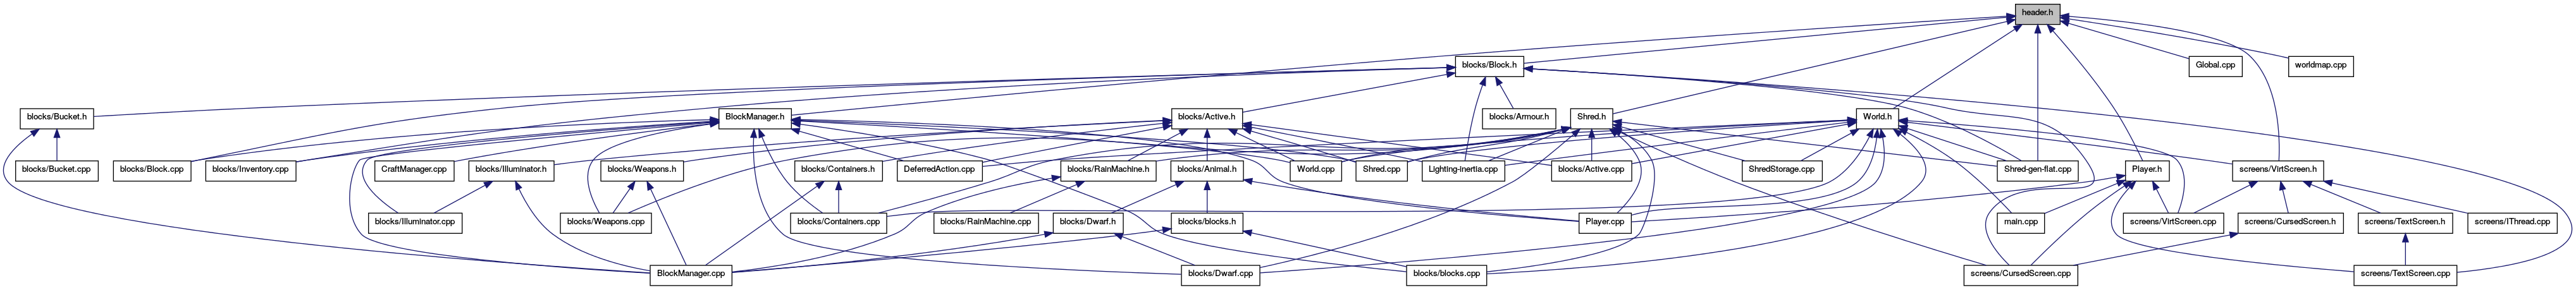 header.h
blocks/Block.h
Global.cpp
worldmap.cpp
blocks/Bucket.h
BlockManager.h
blocks/Active.h
blocks/Armour.h
Shred.h
World.h
blocks/Bucket.cpp
blocks/Block.cpp
blocks/Inventory.cpp
CraftManager.cpp
blocks/Illuminator.h
blocks/Weapons.h
blocks/Containers.h
DeferredAction.cpp
blocks/RainMachine.h
blocks/Animal.h
World.cpp
Shred.cpp
Lighting-inertia.cpp
blocks/Active.cpp
ShredStorage.cpp
Shred-gen-flat.cpp
Player.h
screens/VirtScreen.h
blocks/Illuminator.cpp
blocks/Weapons.cpp
blocks/Containers.cpp
blocks/RainMachine.cpp
blocks/Dwarf.h
blocks/blocks.h
Player.cpp
main.cpp
screens/VirtScreen.cpp
screens/CursedScreen.h
screens/TextScreen.h
screens/IThread.cpp
BlockManager.cpp
blocks/Dwarf.cpp
blocks/blocks.cpp
screens/CursedScreen.cpp
screens/TextScreen.cpp